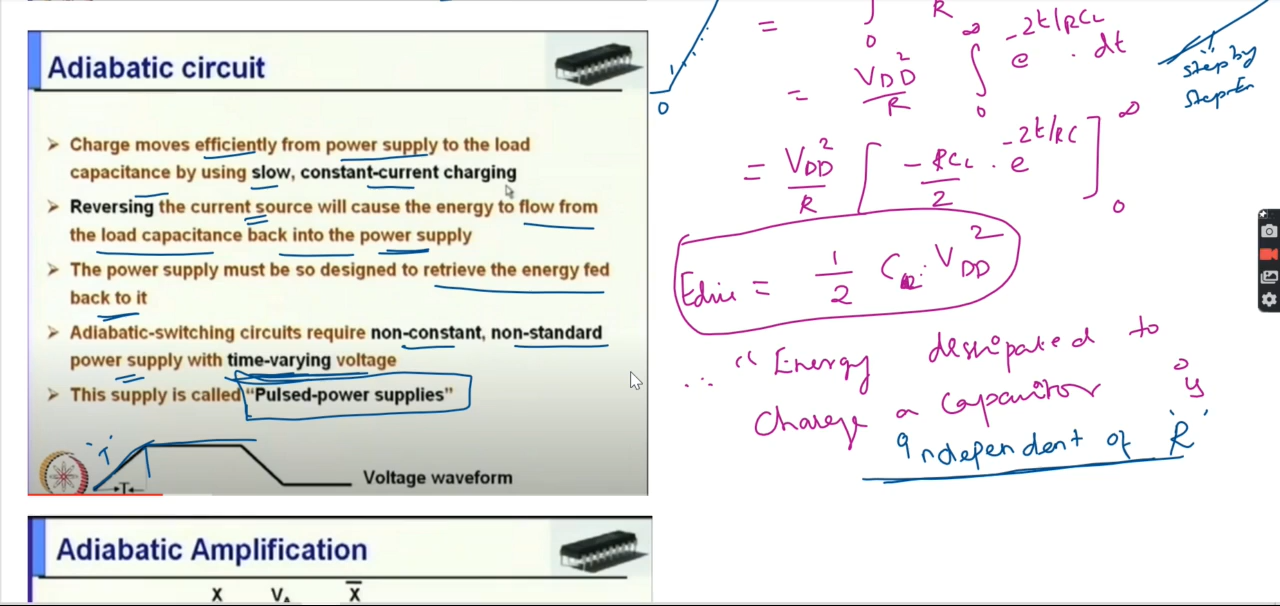 Adiabatic circuit
➤ Charge moves efficiently from power supply to the load
capacitance by using slow, constant-current charging
➤ Reversing the current source will cause the energy to flow from
the load capacitance back into the power supply
➤ The power supply must be so designed to retrieve the energy fed
back to it
➤ Adiabatic-switching circuits require non-constant, non-standard
power supply with time-varying voltage
➤ This supply is called "Pulsed-power supplies"
'T'
T
Voltage waveform
Adiabatic Amplification
X V_A X̅
0
= ∫ 0 R
= V_DD² / R ∫_0^∞ e^{-2t/RC_L} . dt
= V_DD² / R [ -RC_L / 2 . e^{-2t/RC} ]_0^∞
= 1/2 C . V_DD²
step by
step
∴ " Energy dissipated to
charge a capacitor is
independent of 'R'